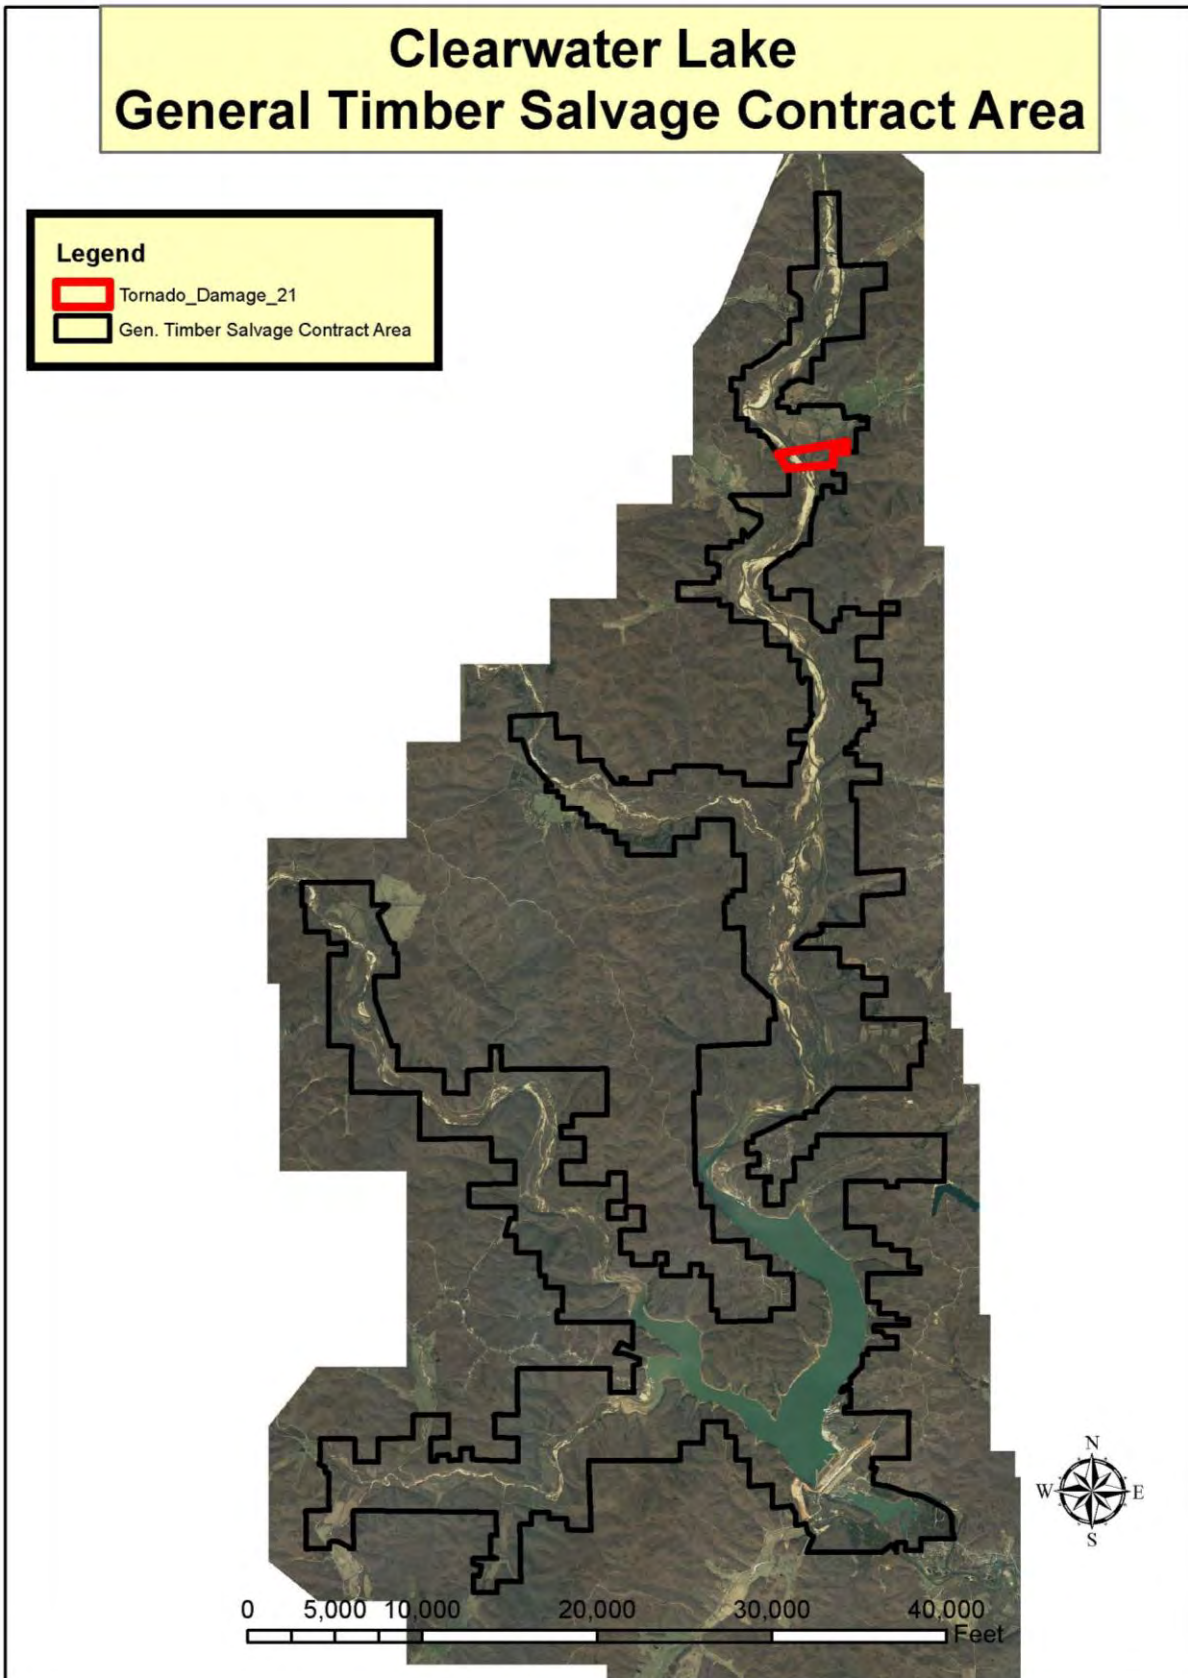 Clearwater Lake
General Timber Salvage Contract Area
Legend
Tornado_Damage_21
Gen. Timber Salvage Contract Area
N
W E
S
0 5,000 10,000 20,000 30,000 40,000
Feet